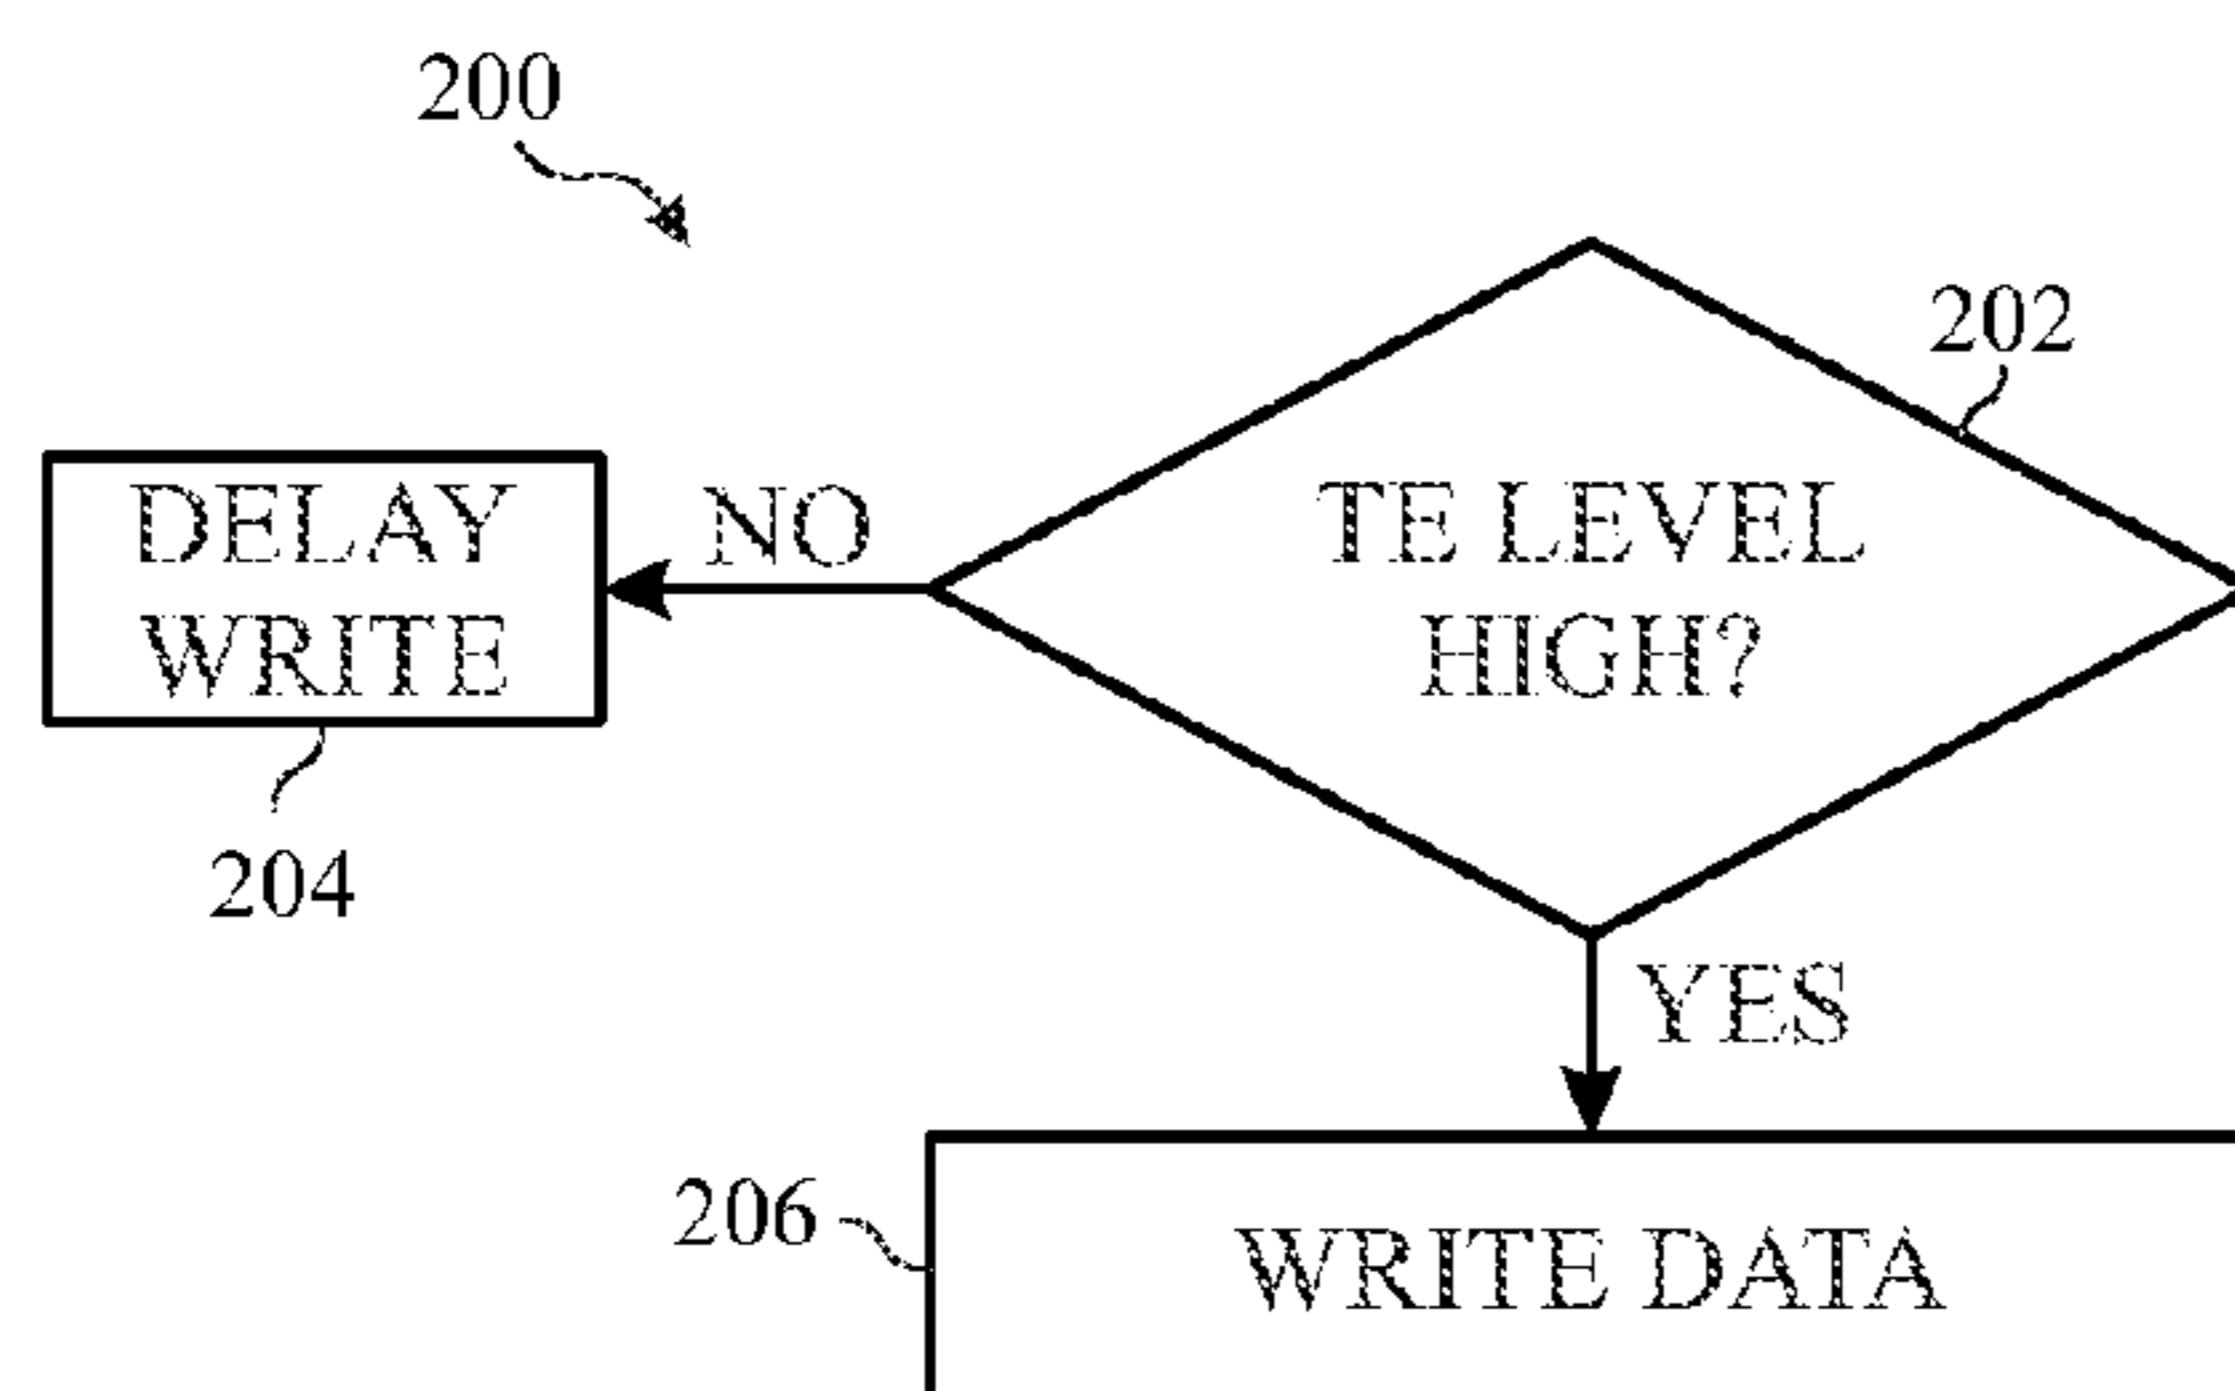 200
202
DELAY
WRITE
NO
TE LEVEL
HIGH?
204
YES
206
WRITE DATA